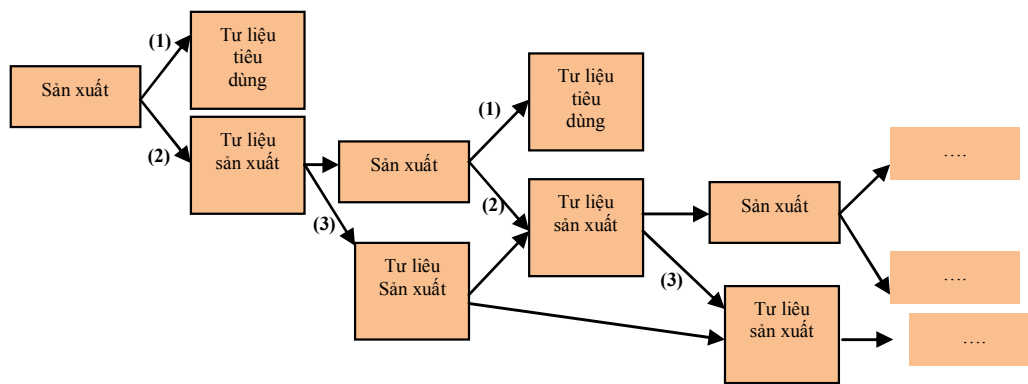 (1)
Tư liệu
tiêu
dùng
Sản xuất
(2)
Tư liệu
sản xuất
(3)
Sản xuất
Tư liêu
Sản xuất
(1)
Tư liệu
tiêu
dùng
(2)
Tư liệu
sản xuất
(3)
Sản xuất
Tư liêu
sản xuất
....
....
....